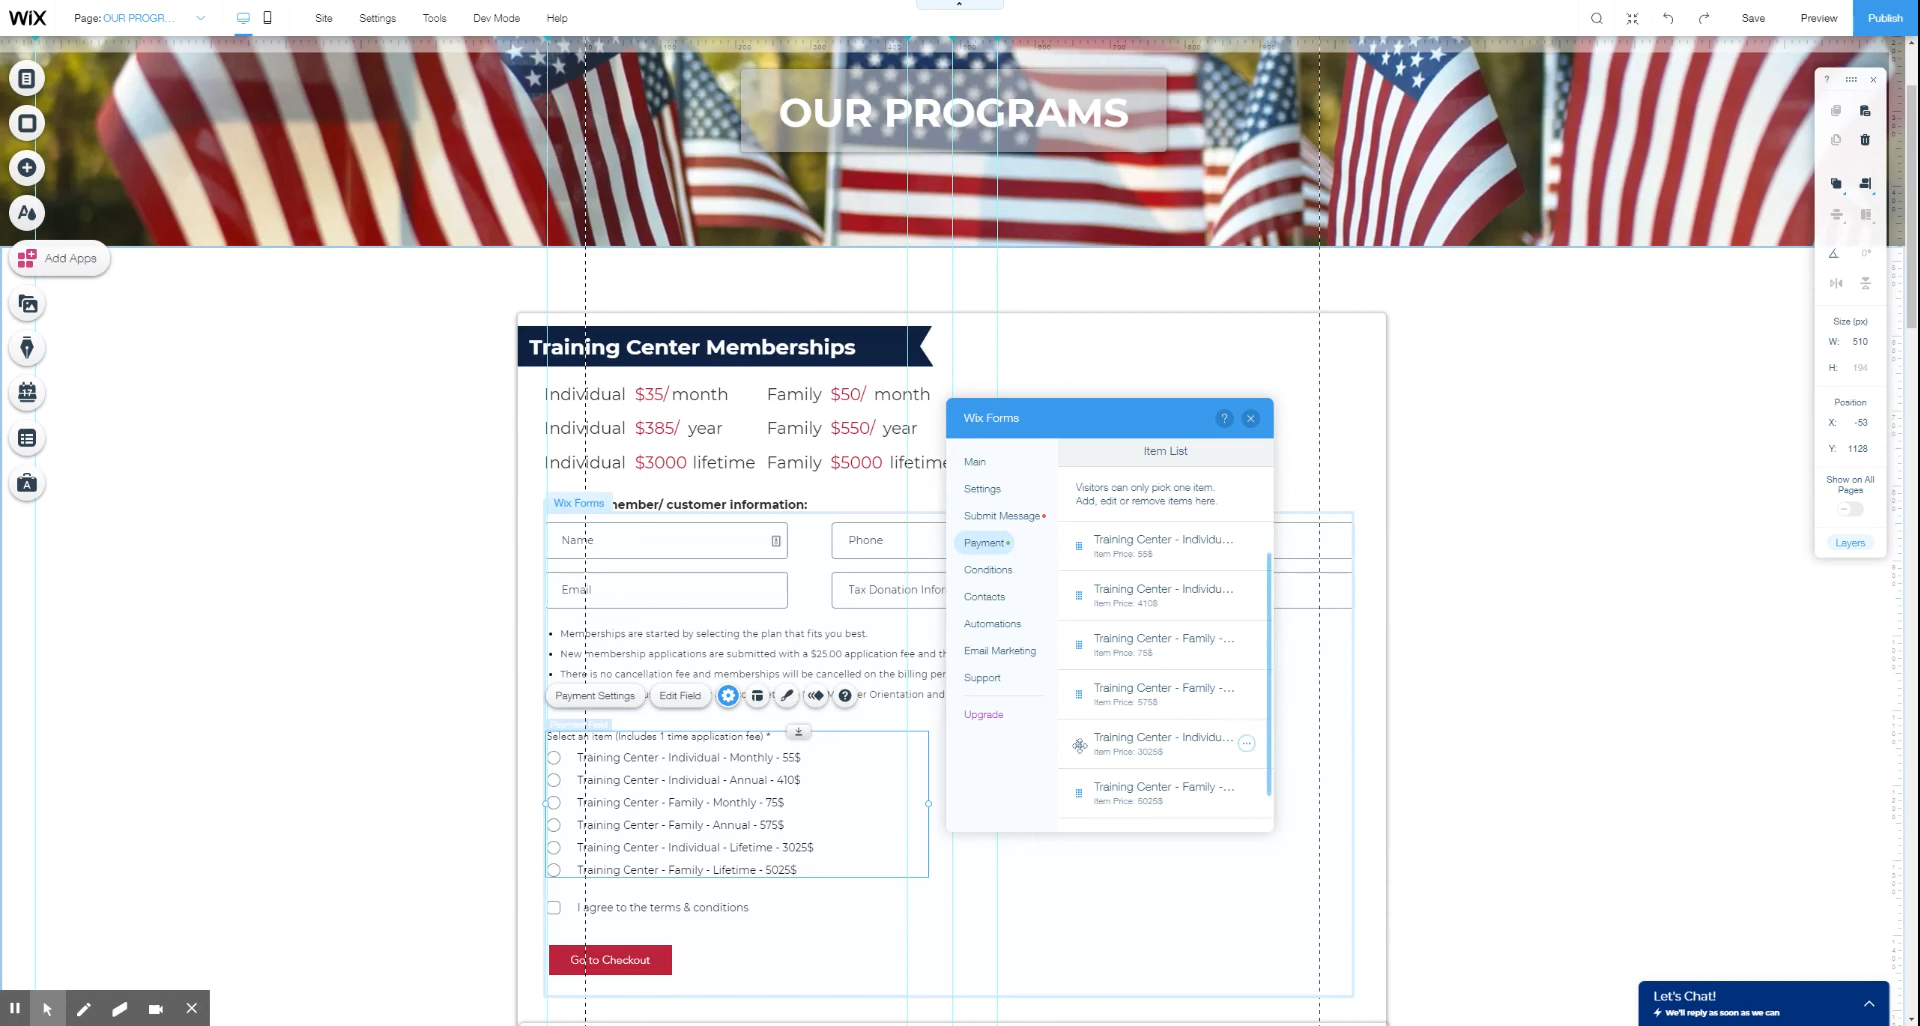 WiX
Page: OUR PROGR...
Site
Settings
Tools
Dev Mode
Help
Save
Preview
Publish
OUR PROGRAMS
Add Apps
Training Center Memberships
Individual $35/ month Family $50/ month
Individual $385/ year Family $550/ year
Individual $3000 lifetime Family $5000 lifetime
Wix Forms
member/ customer information:
Name
Phone
Email
Tax Donation Infor
• Memberships are started by selecting the plan that fits you best.
• New membership applications are submitted with a $25.00 application fee and th
• There is no cancellation fee and memberships will be cancelled on the billing per
Payment Settings
Edit Field
er Orientation and
Payment Field
Select an item (Includes 1 time application fee) *
Training Center - Individual - Monthly - 55$
Training Center - Individual - Annual - 410$
Training Center - Family - Monthly - 75$
Training Center - Family - Annual - 575$
Training Center - Individual - Lifetime - 3025$
Training Center - Family - Lifetime - 5025$
I agree to the terms & conditions
Go to Checkout
Wix Forms
?
Main
Settings
Submit Message
Payment
Conditions
Contacts
Automations
Email Marketing
Support
Upgrade
Item List
Visitors can only pick one item.
Add, edit or remove items here.
Training Center - Individu...
Item Price: 55$
Training Center - Individu...
Item Price: 410$
Training Center - Family -...
Item Price: 75$
Training Center - Family -...
Item Price: 575$
Training Center - Individu...
Item Price: 3025$
Training Center - Family -...
Item Price: 5025$
?
0°
Size (px)
W: 510
H: 194
Position
X: -53
Y: 1128
Show on All
Pages
Layers
Let's Chat!
We'll reply as soon as we can